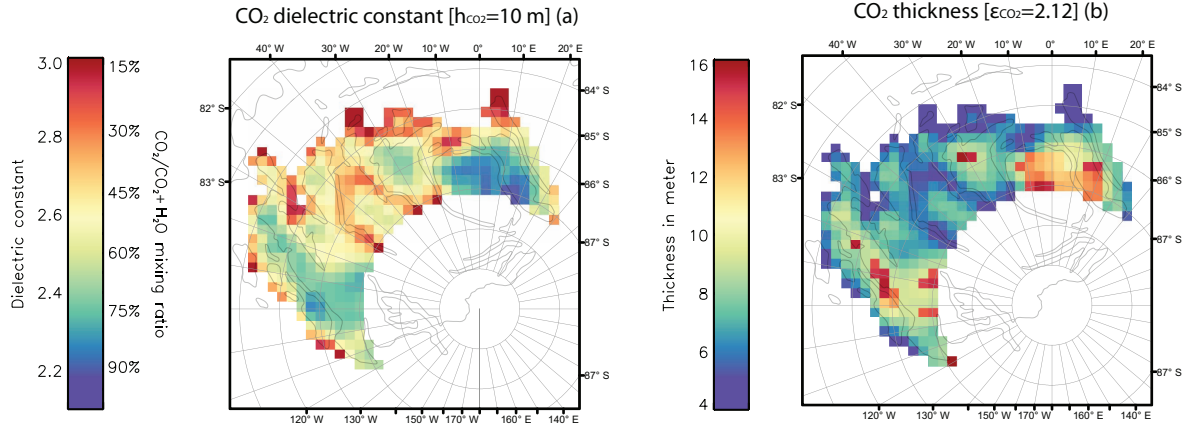 CO₂ dielectric constant [hCO2=10 m] (a)
CO₂ thickness [εCO2=2.12] (b)
40° W 30° W 20° W 10° W 0° 10° E 20° E
40° W 30° W 20° W 10° W 0° 10° E 20° E
3.0 15%
2.8 30%
45%
2.6
60%
2.4 75%
2.2 90%
Dielectric constant
CO₂/CO₂+H₂O mixing ratio
82° S
83° S
84° S
85° S
86° S
87° S
87° S
120° W 130° W 150° W 170° W 160° E 140° E
16
14
12
10
8
6
4
Thickness in meter
82° S
83° S
84° S
85° S
86° S
87° S
87° S
120° W 130° W 150° W 170° W 160° E 140° E